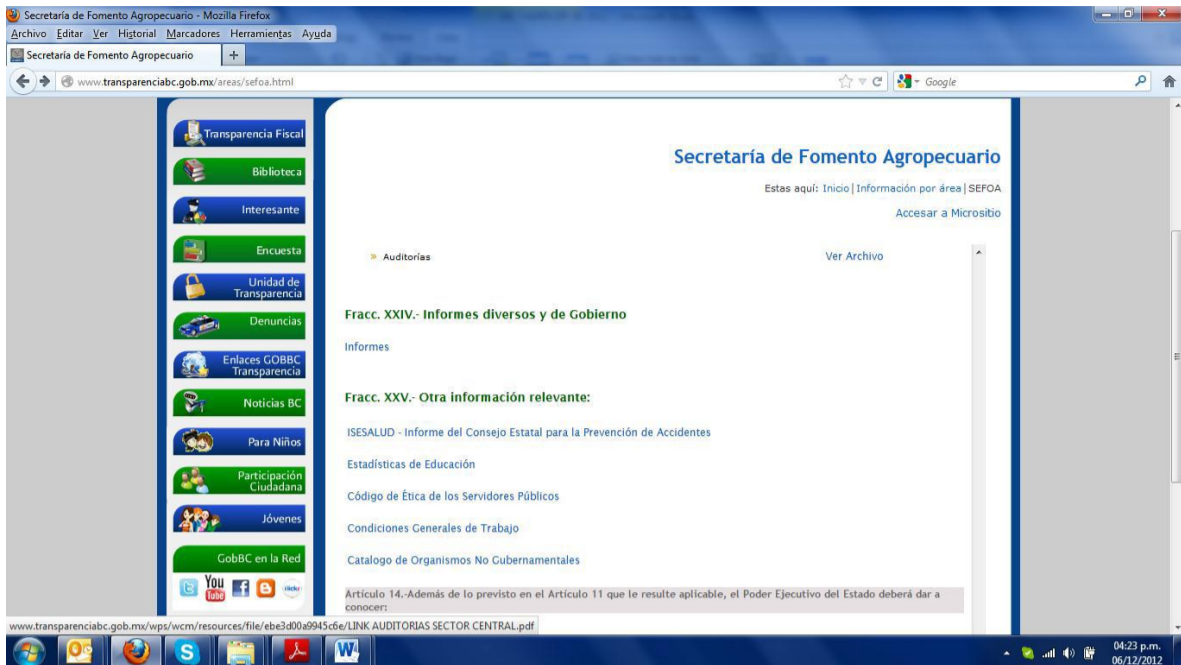 Secretaría de Fomento Agropecuario - Mozilla Firefox
Archivo Editar Ver Historial Marcadores Herramientas Ayuda
Secretaría de Fomento Agropecuario +
www.transparenciabc.gob.mx/areas/sefoa.html
Google
Transparencia Fiscal
Biblioteca
Interesante
Encuesta
Unidad de
Transparencia
Denuncias
Enlaces GOBBC
Transparencia
Noticias BC
Para Niños
Participación
Ciudadana
Jóvenes
GobBC en la Red
You
Tube
flickr
Secretaría de Fomento Agropecuario
Estas aquí: Inicio | Información por área | SEFOA
Accesar a Micrositio
» Auditorías
Ver Archivo
Fracc. XXIV.- Informes diversos y de Gobierno
Informes
Fracc. XXV.- Otra información relevante:
ISESALUD - Informe del Consejo Estatal para la Prevención de Accidentes
Estadísticas de Educación
Código de Ética de los Servidores Públicos
Condiciones Generales de Trabajo
Catalogo de Organismos No Gubernamentales
Artículo 14.-Además de lo previsto en el Artículo 11 que le resulte aplicable, el Poder Ejecutivo del Estado deberá dar a
conocer:
www.transparenciabc.gob.mx/wps/wcm/resources/file/ebe3d00a9945c6e/LINK AUDITORIAS SECTOR CENTRAL.pdf
04:23 p.m.
06/12/2012